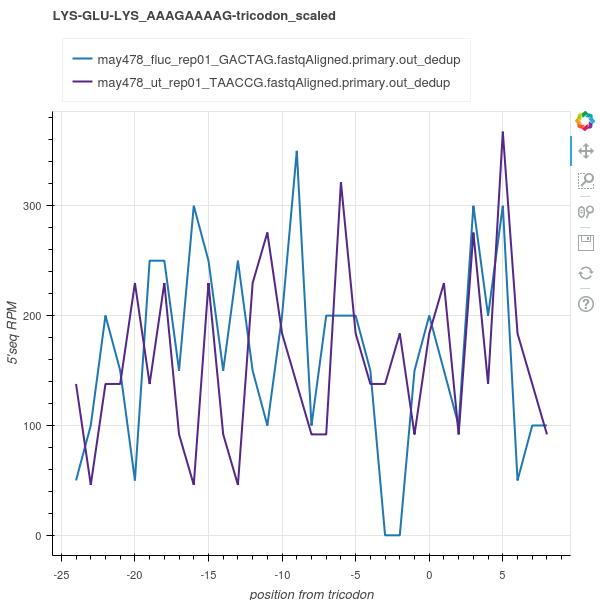 LYS-GLU-LYS_AAAGAAAAG-tricodon_scaled
may478_fluc_rep01_GACTAG.fastqAligned.primary.out_dedup
may478_ut_rep01_TAACCG.fastqAligned.primary.out_dedup
300
200
100
0
5'seq RPM
-25 -20 -15 -10 -5 0 5
position from tricodon